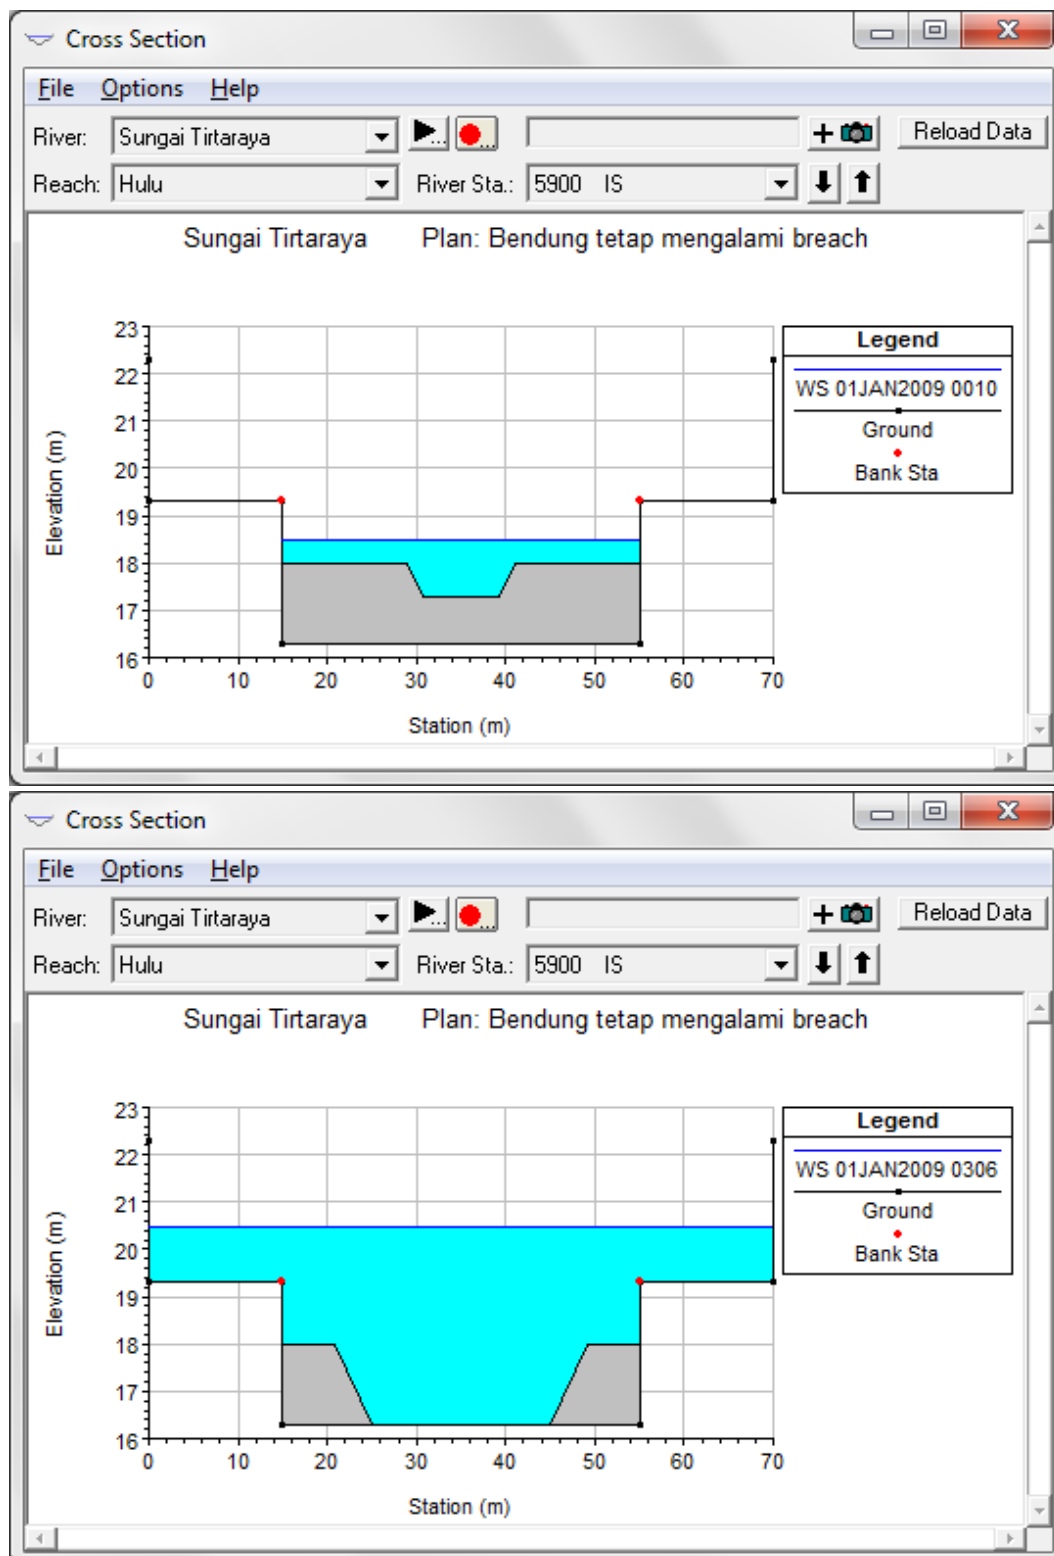 Cross Section
File Options Help
River: Sungai Tirtaraya ... ... Reload Data
Reach: Hulu River Sta.: 5900 IS
Sungai Tirtaraya Plan: Bendung tetap mengalami breach
23
22
21
20
19
18
17
16
0 10 20 30 40 50 60 70
Station (m)
Elevation (m)
Legend
WS 01JAN2009 0010
Ground
Bank Sta
Cross Section
File Options Help
River: Sungai Tirtaraya ... ... Reload Data
Reach: Hulu River Sta.: 5900 IS
Sungai Tirtaraya Plan: Bendung tetap mengalami breach
23
22
21
20
19
18
17
16
0 10 20 30 40 50 60 70
Station (m)
Elevation (m)
Legend
WS 01JAN2009 0306
Ground
Bank Sta